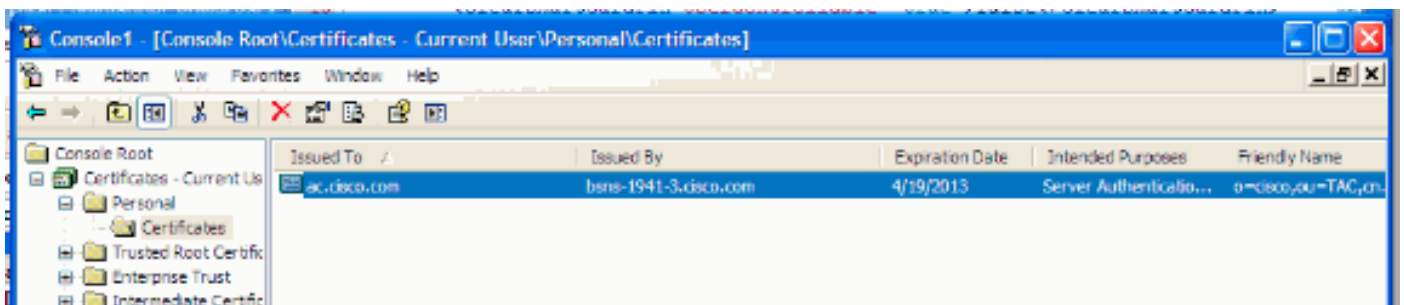 Console1 - [Console Root\Certificates - Current User\Personal\Certificates]
File Action View Favorites Window Help
Console Root
Issued To Issued By Expiration Date Intended Purposes Friendly Name
Certificates - Current Us
ac.cisco.com bsns-1941-3.cisco.com 4/19/2013 Server Authenticatio... o=cisco,ou=TAC,cn.
Personal
Certificates
Trusted Root Certific
Enterprise Trust
Intermediate Certific